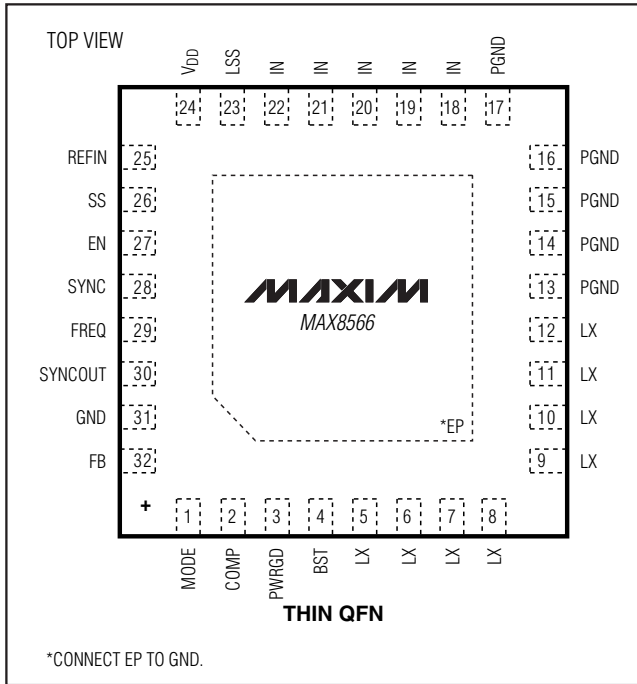 TOP VIEW
VDD LSS IN IN IN IN IN PGND
24 23 22 21 20 19 18 17
REFIN 25 16 PGND
SS 26 15 PGND
EN 27 14 PGND
SYNC 28 13 PGND
MAXIM
MAX8566
FREQ 29 12 LX
SYNCOUT 30 11 LX
GND 31 10 LX
*EP
FB 32 9 LX
+
1 2 3 4 5 6 7 8
MODE COMP PWRGD BST LX LX LX LX
THIN QFN
*CONNECT EP TO GND.